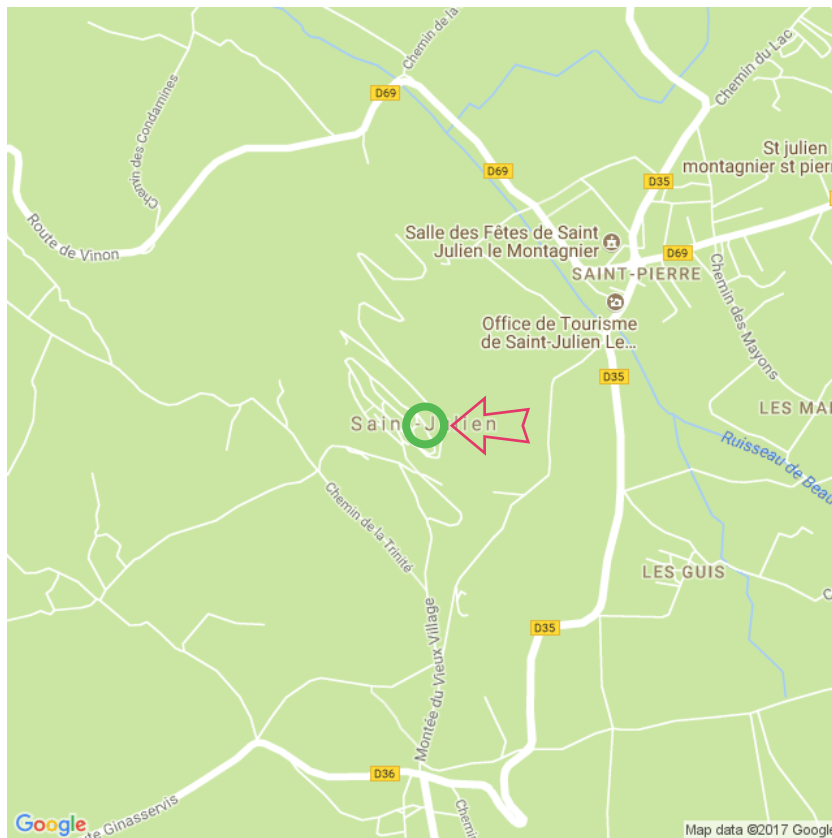 Chemin de la
Chemin du Lac
D69
Chemin des Condamines
St julien
montagnier st pierr
D69
D35
Route de Vinon
Salle des Fêtes de Saint
Julien le Montagnier
D69
SAINT-PIERRE
Chemin des Mayons
Office de Tourisme
de Saint-Julien Le...
D35
LES MA
Saint-Julien
Ruisseau de Beau
Chemin de la Trinité
LES GUIS
C
D35
Montée du Vieux Village
D36
te Ginasservis
Chemin
Google
Map data ©2017 Google